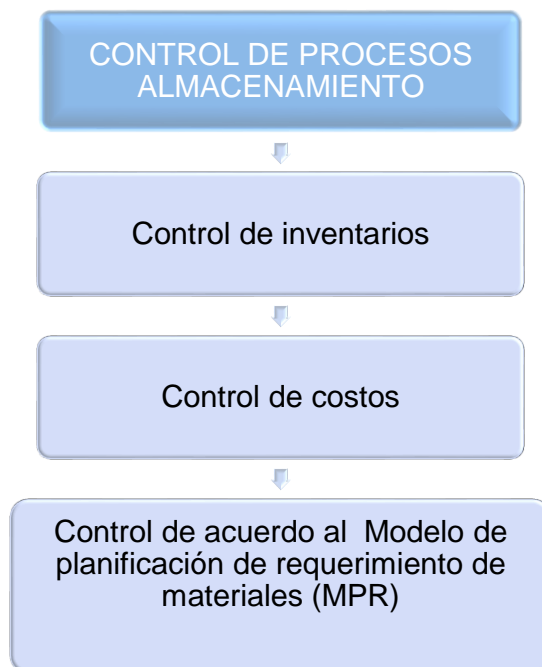 CONTROL DE PROCESOS
ALMACENAMIENTO
Control de inventarios
Control de costos
Control de acuerdo al Modelo de
planificación de requerimiento de
materiales (MPR)